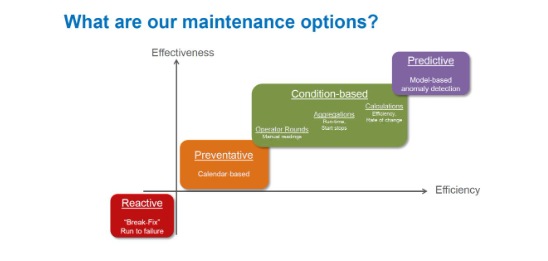 What are our maintenance options?
Effectiveness
Predictive
Model-based
anomaly detection
Condition-based
Calculations
Efficiency,
Rate of change
Aggregations
Run-time,
Start stops
Operator Rounds
Manual readings
Preventative
Calendar-based
Efficiency
Reactive
"Break-Fix"
Run to failure